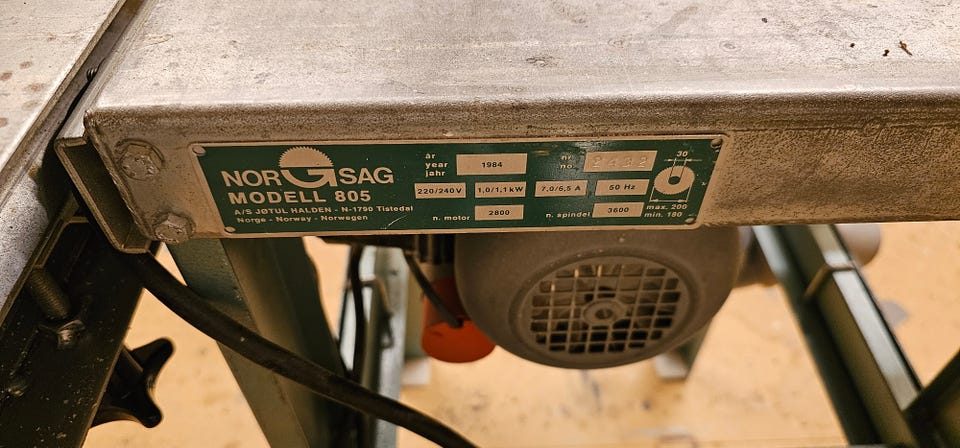 NORGSAG
MODELL 805
A/S JØTUL HALDEN - N-1790 Tistedal
Norge - Norway - Norwegen
år
year
jahr
1984
nr.
no.
220/240 V 1,0/1,1 kW 7,0/6,5 A 50 Hz
n. motor 2800 n. spindel 3600
30
max. 200
min. 180